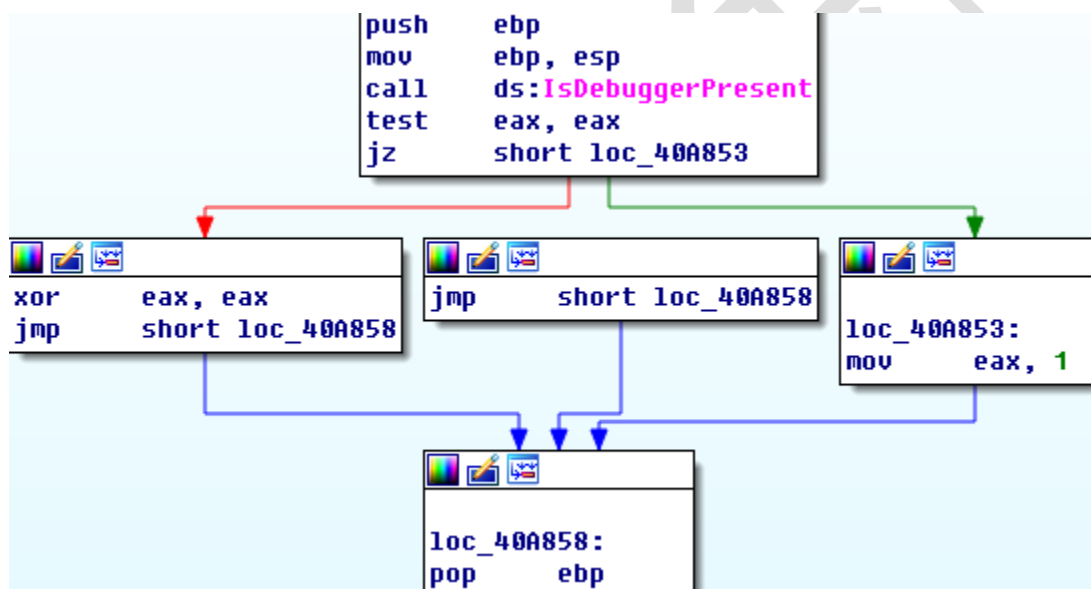 push ebp
mov ebp, esp
call ds:IsDebuggerPresent
test eax, eax
jz short loc_40A853
xor eax, eax
jmp short loc_40A858
jmp short loc_40A858
loc_40A853:
mov eax, 1
loc_40A858:
pop ebp